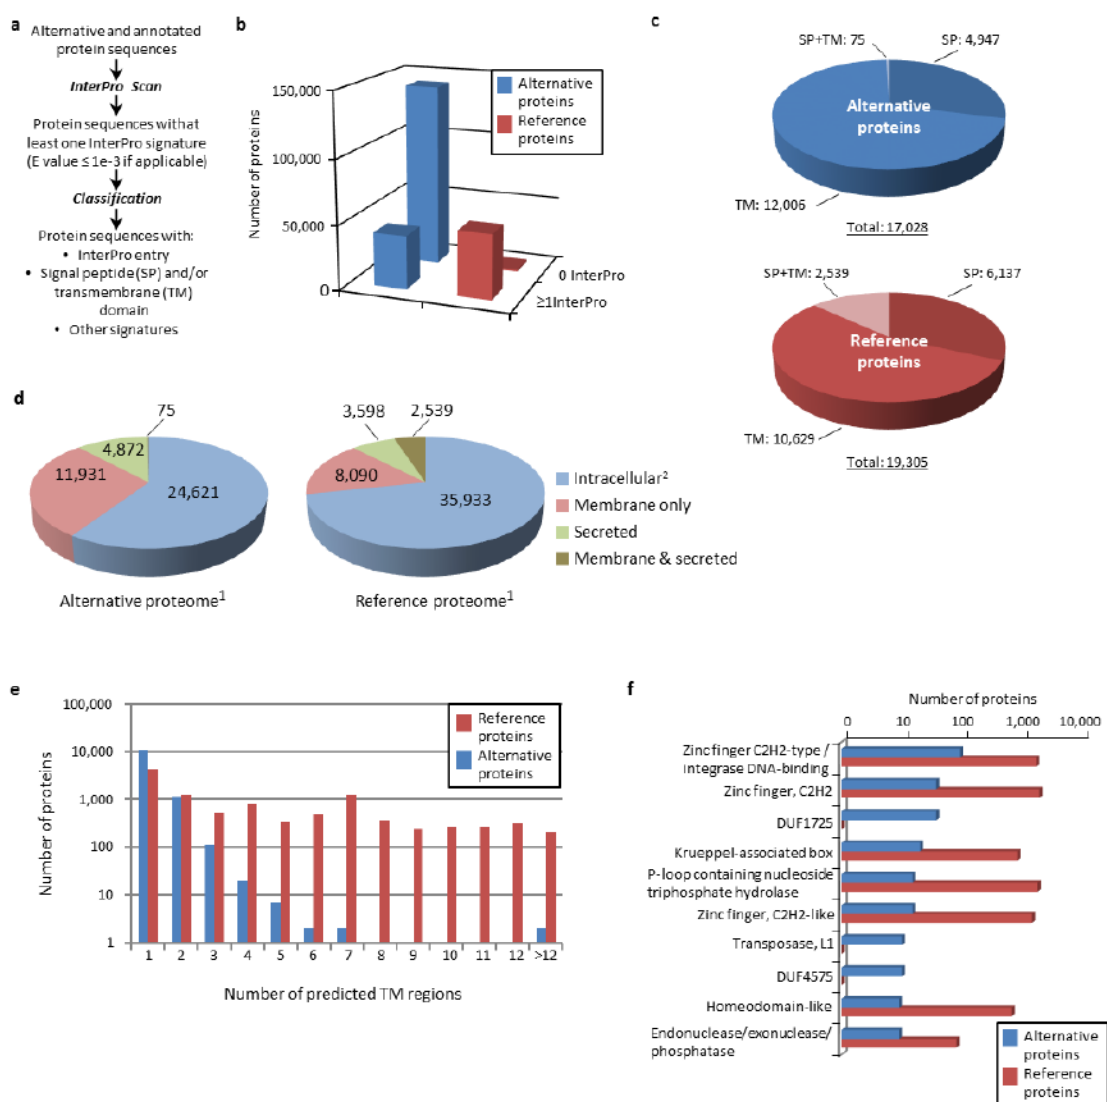 a
Alternative and annotated
protein sequences
InterPro Scan
Protein sequences with at
least one InterPro signature
(E value ≤ 1e-3 if applicable)
Classification
Protein sequences with:
• InterPro entry
• Signal peptide (SP) and/or
transmembrane (TM)
domain
• Other signatures
b
Number of proteins
150,000
100,000
50,000
0
Alternative
proteins
Reference
proteins
0 InterPro
≥1InterPro
c
SP+TM: 75
SP: 4,947
Alternative
proteins
TM: 12,006
Total: 17,028
SP+TM: 2,539
SP: 6,137
Reference
proteins
TM: 10,629
Total: 19,305
d
75
4,872
11,931
24,621
Alternative proteome1
3,598
2,539
8,090
35,933
Reference proteome1
Intracellular2
Membrane only
Secreted
Membrane & secreted
e
Number of proteins
100,000
10,000
1,000
100
10
1
Reference
proteins
Alternative
proteins
1 2 3 4 5 6 7 8 9 10 11 12 >12
Number of predicted TM regions
f
Number of proteins
0 10 100 1,000 10,000
Zinc finger C2H2-type /
integrase DNA-binding
Zinc finger, C2H2
DUF1725
Krueppel-associated box
P-loop containing nucleoside
triphosphate hydrolase
Zinc finger, C2H2-like
Transposase, L1
DUF4575
Homeodomain-like
Endonuclease/exonuclease/
phosphatase
Alternative
proteins
Reference
proteins